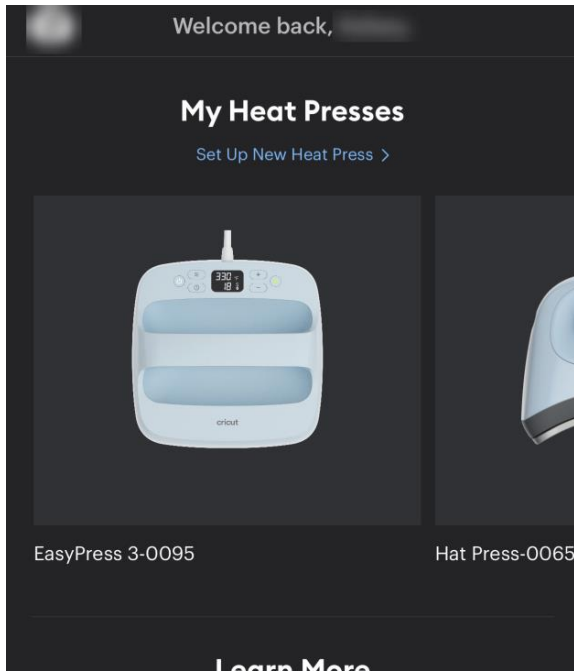 Welcome back,
My Heat Presses
Set Up New Heat Press >
330 °F
18
cricut
EasyPress 3-0095
Hat Press-0065
Learn More